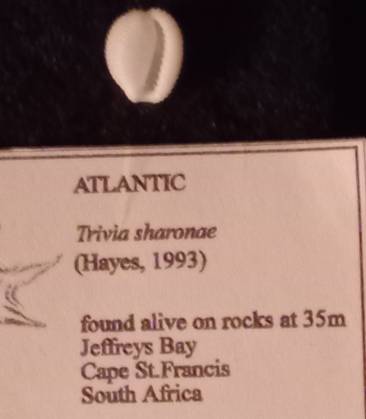 ATLANTIC
Trivia sharonae
(Hayes, 1993)
found alive on rocks at 35m
Jeffreys Bay
Cape St.Francis
South Africa